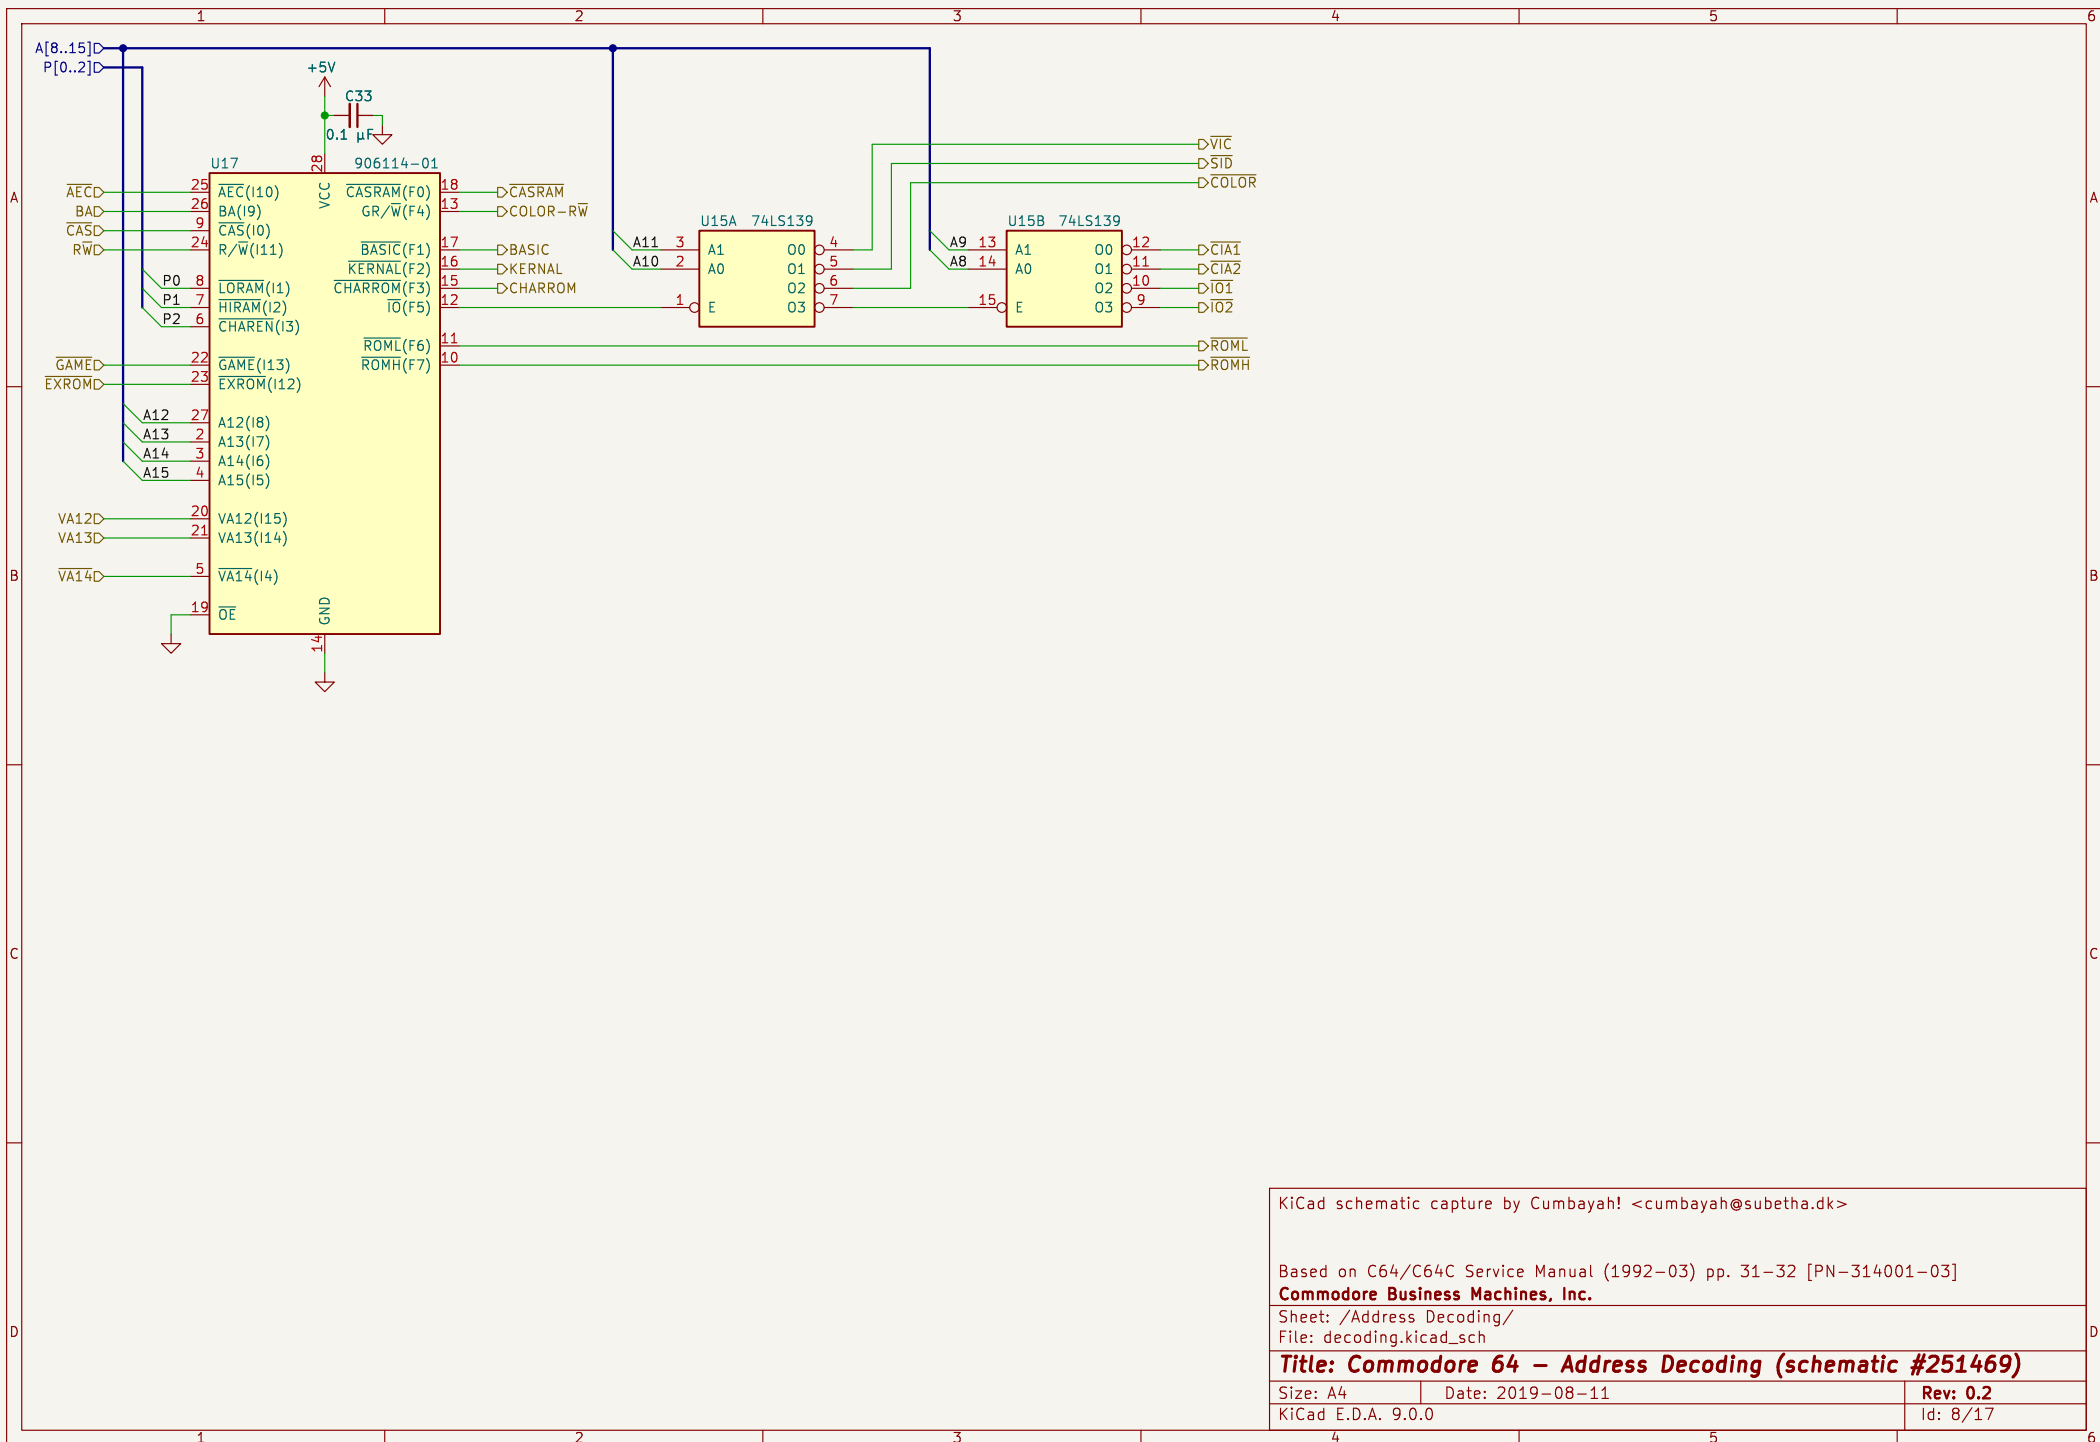 1 2 3 4 5 6
A[8..15]
P[0..2]
+5V
C33
0.1 µF
U17 906114-01
28
VCC
AEC 25 AEC(I10) CASRAM(F0) 18 CASRAM
BA 26 BA(I9) GR/W(F4) 13 COLOR-RW
CAS 9 CAS(I0)
RW 24 R/W(I11) BASIC(F1) 17 BASIC
KERNAL(F2) 16 KERNAL
P0 8 LORAM(I1) CHARROM(F3) 15 CHARROM
P1 7 HIRAM(I2) IO(F5) 12
P2 6 CHAREN(I3)
ROML(F6) 11 ROML
GAME 22 GAME(I13) ROMH(F7) 10 ROMH
EXROM 23 EXROM(I12)
A12 27 A12(I8)
A13 2 A13(I7)
A14 3 A14(I6)
A15 4 A15(I5)
VA12 20 VA12(I15)
VA13 21 VA13(I14)
VA14 5 VA14(I4)
19 OE
GND
14
VIC
SID
COLOR
U15A 74LS139
A11 3 A1 O0 4
A10 2 A0 O1 5
O2 6
1 E O3 7
U15B 74LS139
A9 13 A1 O0 12 CIA1
A8 14 A0 O1 11 CIA2
O2 10 IO1
15 E O3 9 IO2
A A
B B
C C
D D
KiCad schematic capture by Cumbayah! <cumbayah@subetha.dk>
Based on C64/C64C Service Manual (1992-03) pp. 31-32 [PN-314001-03]
Commodore Business Machines, Inc.
Sheet: /Address Decoding/
File: decoding.kicad_sch
Title: Commodore 64 – Address Decoding (schematic #251469)
Size: A4 Date: 2019-08-11 Rev: 0.2
KiCad E.D.A. 9.0.0 Id: 8/17
1 2 3 4 5 6